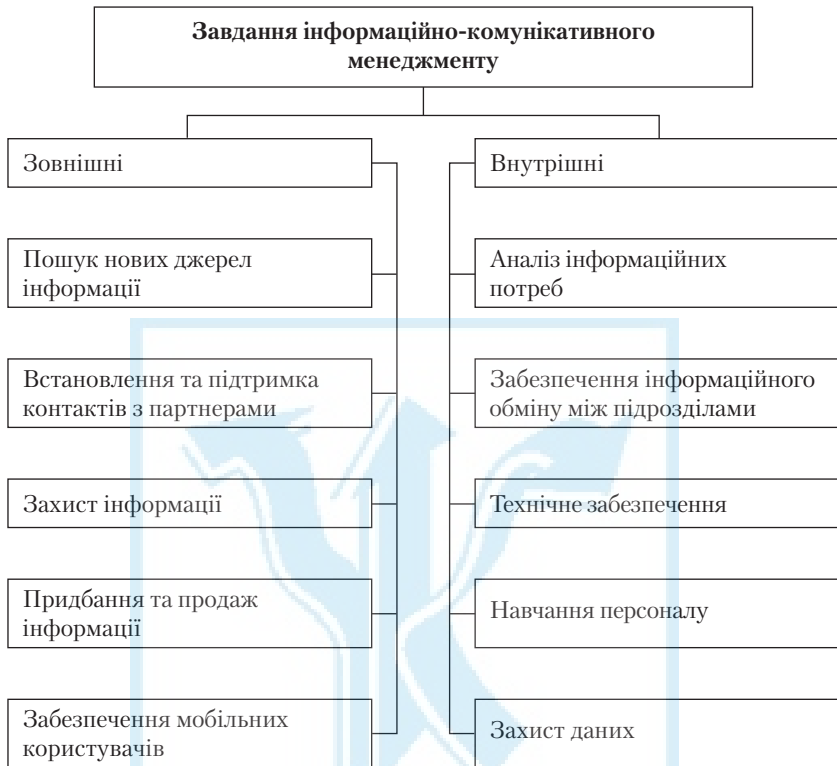 Завдання інформаційно-комунікативного
менеджменту
Зовнішні
Пошук нових джерел
інформації
Встановлення та підтримка
контактів з партнерами
Захист інформації
Придбання та продаж
інформації
Забезпечення мобільних
користувачів
Внутрішні
Аналіз інформаційних
потреб
Забезпечення інформаційного
обміну між підрозділами
Технічне забезпечення
Навчання персоналу
Захист даних